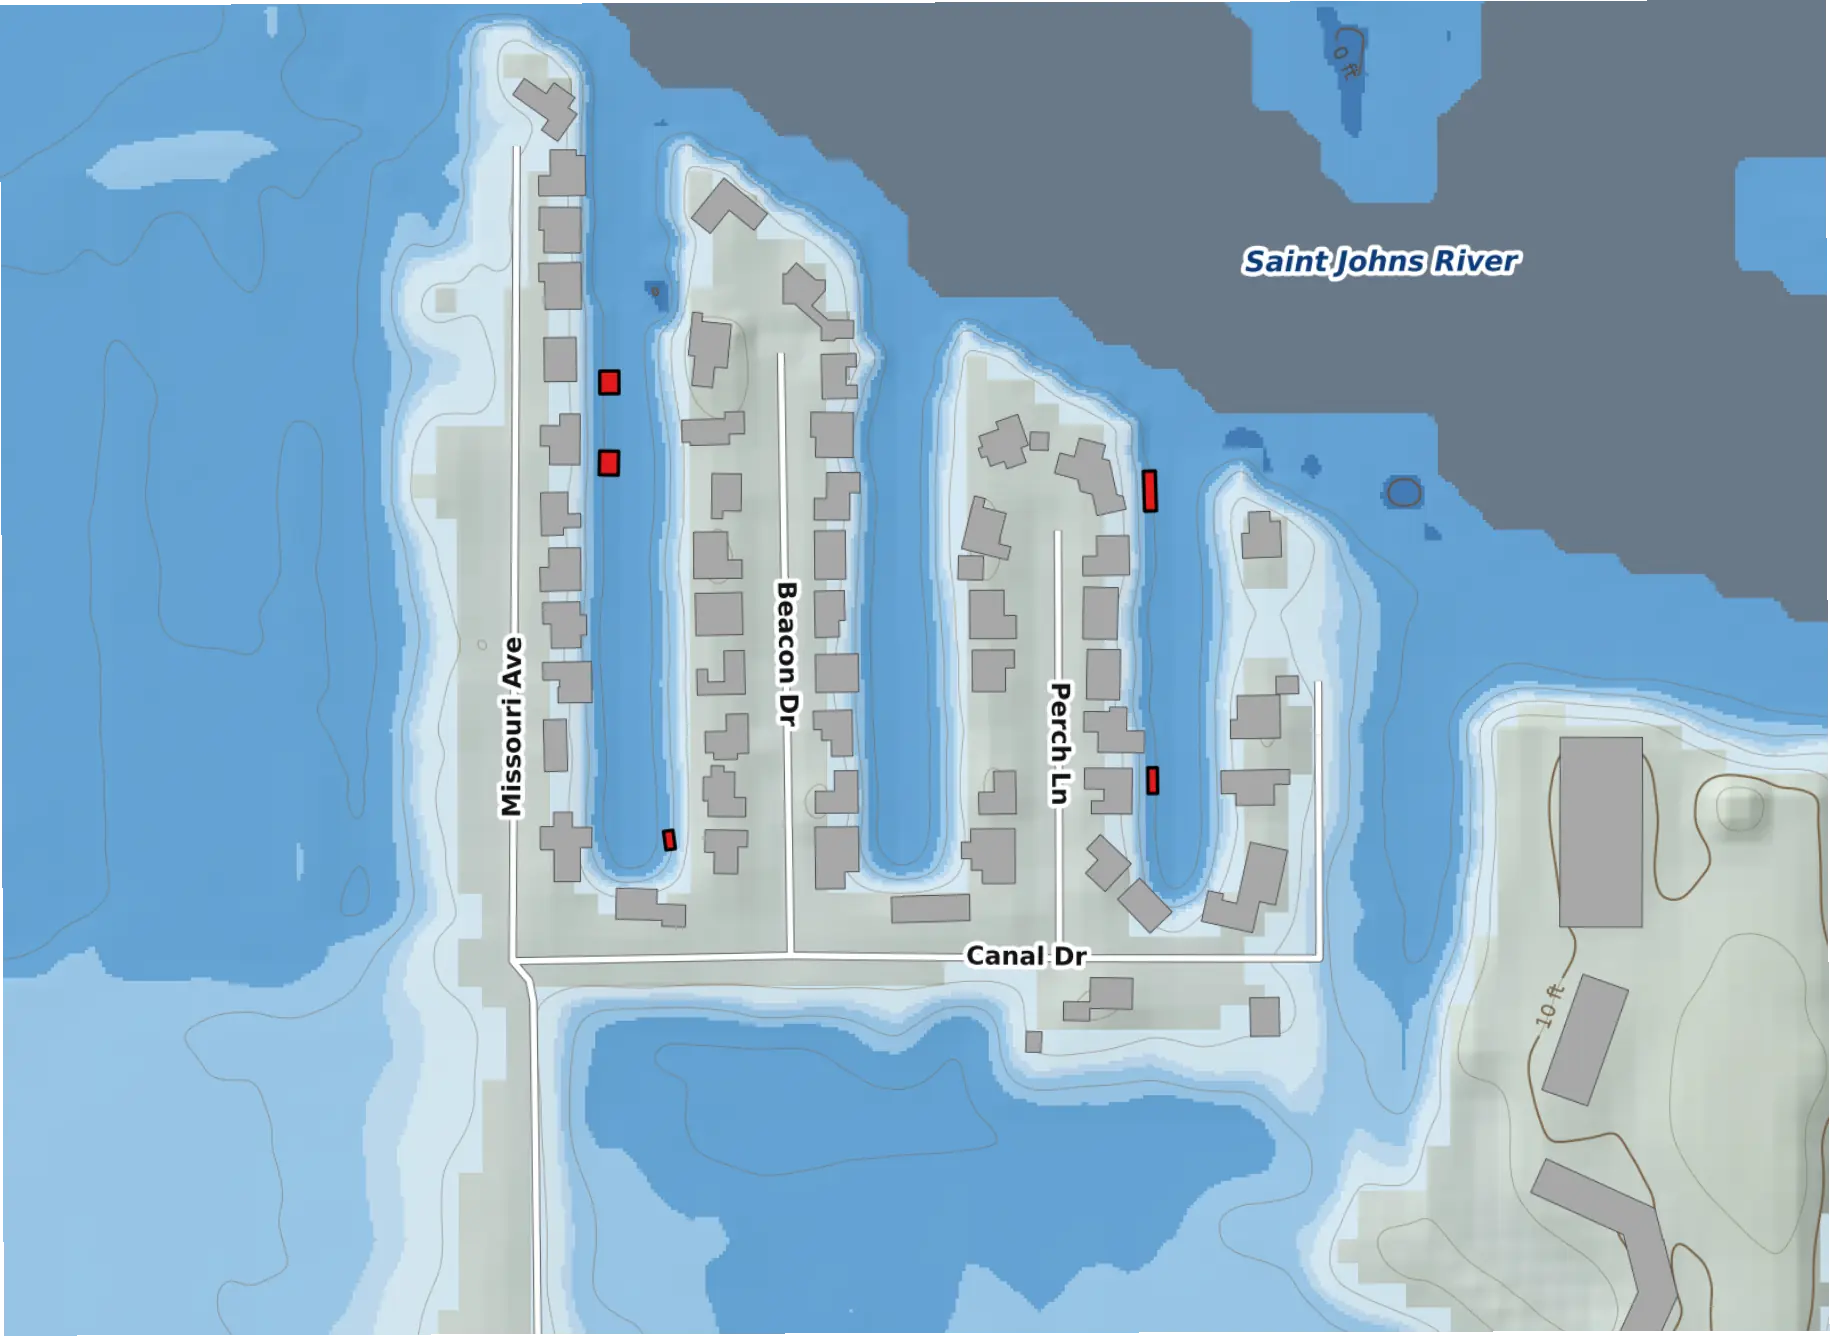 0 ft
Saint Johns River
Missouri Ave
Beacon Dr
Perch Ln
Canal Dr
10 ft